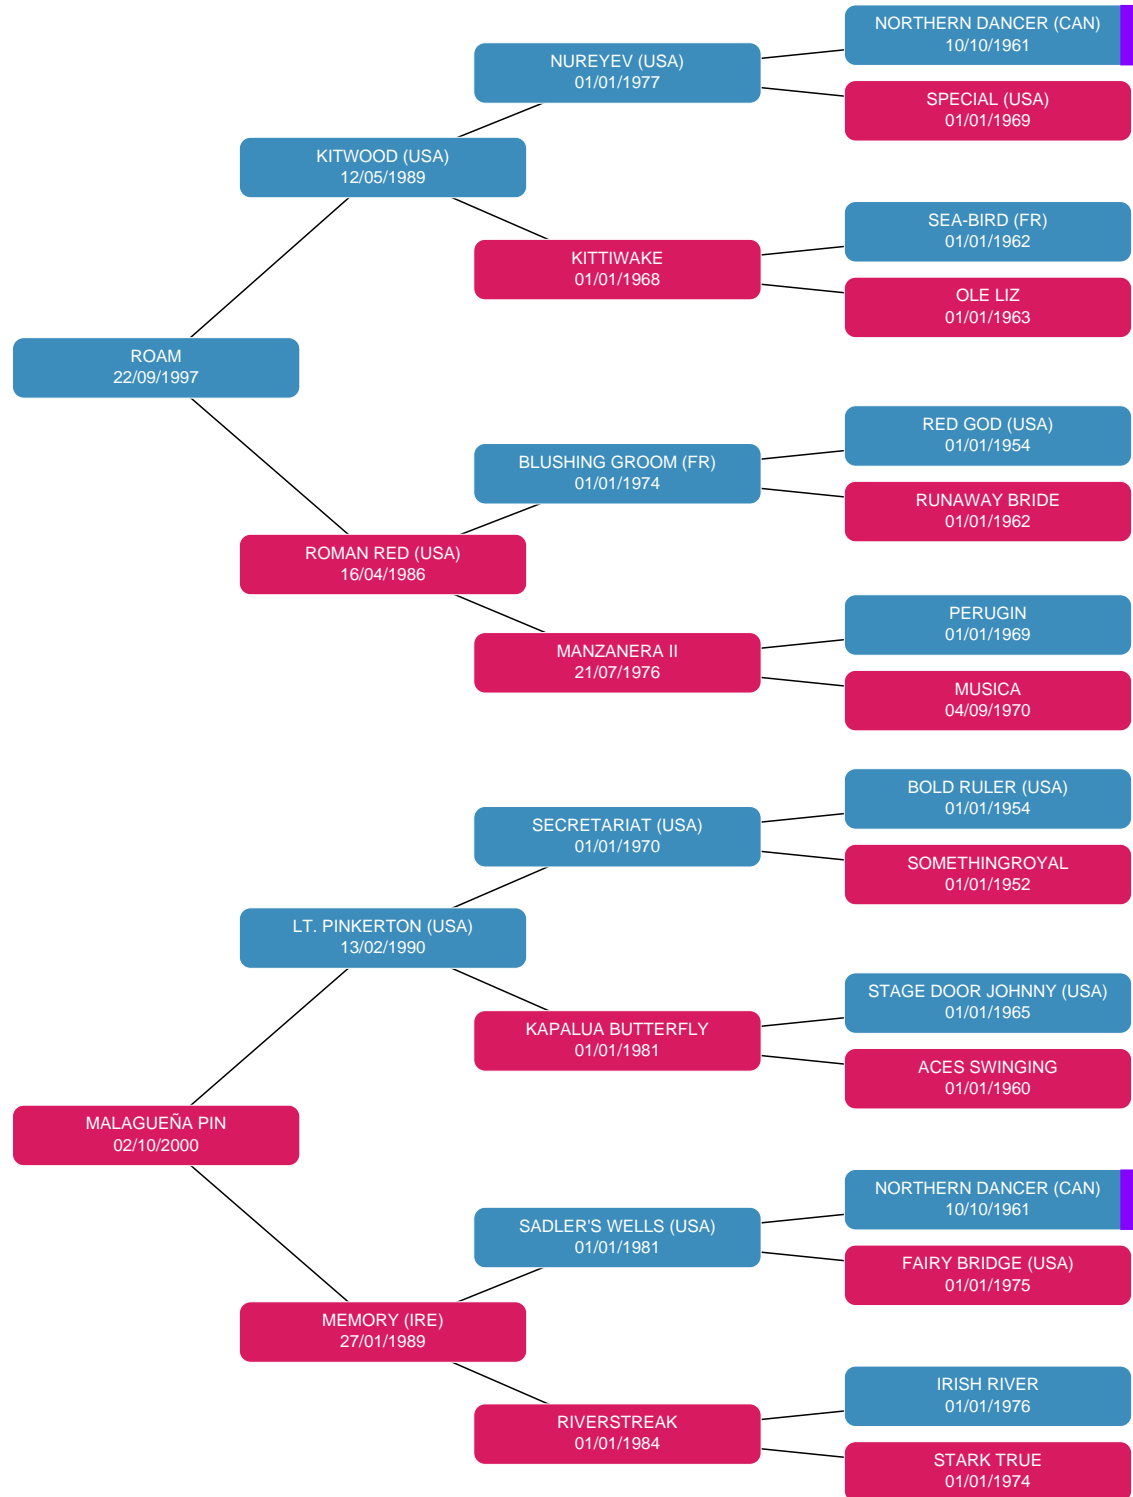 NORTHERN DANCER (CAN)
10/10/1961
NUREYEV (USA)
01/01/1977
SPECIAL (USA)
01/01/1969
KITWOOD (USA)
12/05/1989
SEA-BIRD (FR)
01/01/1962
KITTIWAKE
01/01/1968
OLE LIZ
01/01/1963
ROAM
22/09/1997
RED GOD (USA)
01/01/1954
BLUSHING GROOM (FR)
01/01/1974
RUNAWAY BRIDE
01/01/1962
ROMAN RED (USA)
16/04/1986
PERUGIN
01/01/1969
MANZANERA II
21/07/1976
MUSICA
04/09/1970
BOLD RULER (USA)
01/01/1954
SECRETARIAT (USA)
01/01/1970
SOMETHINGROYAL
01/01/1952
LT. PINKERTON (USA)
13/02/1990
STAGE DOOR JOHNNY (USA)
01/01/1965
KAPALUA BUTTERFLY
01/01/1981
ACES SWINGING
01/01/1960
MALAGUEÑA PIN
02/10/2000
NORTHERN DANCER (CAN)
10/10/1961
SADLER'S WELLS (USA)
01/01/1981
FAIRY BRIDGE (USA)
01/01/1975
MEMORY (IRE)
27/01/1989
IRISH RIVER
01/01/1976
RIVERSTREAK
01/01/1984
STARK TRUE
01/01/1974